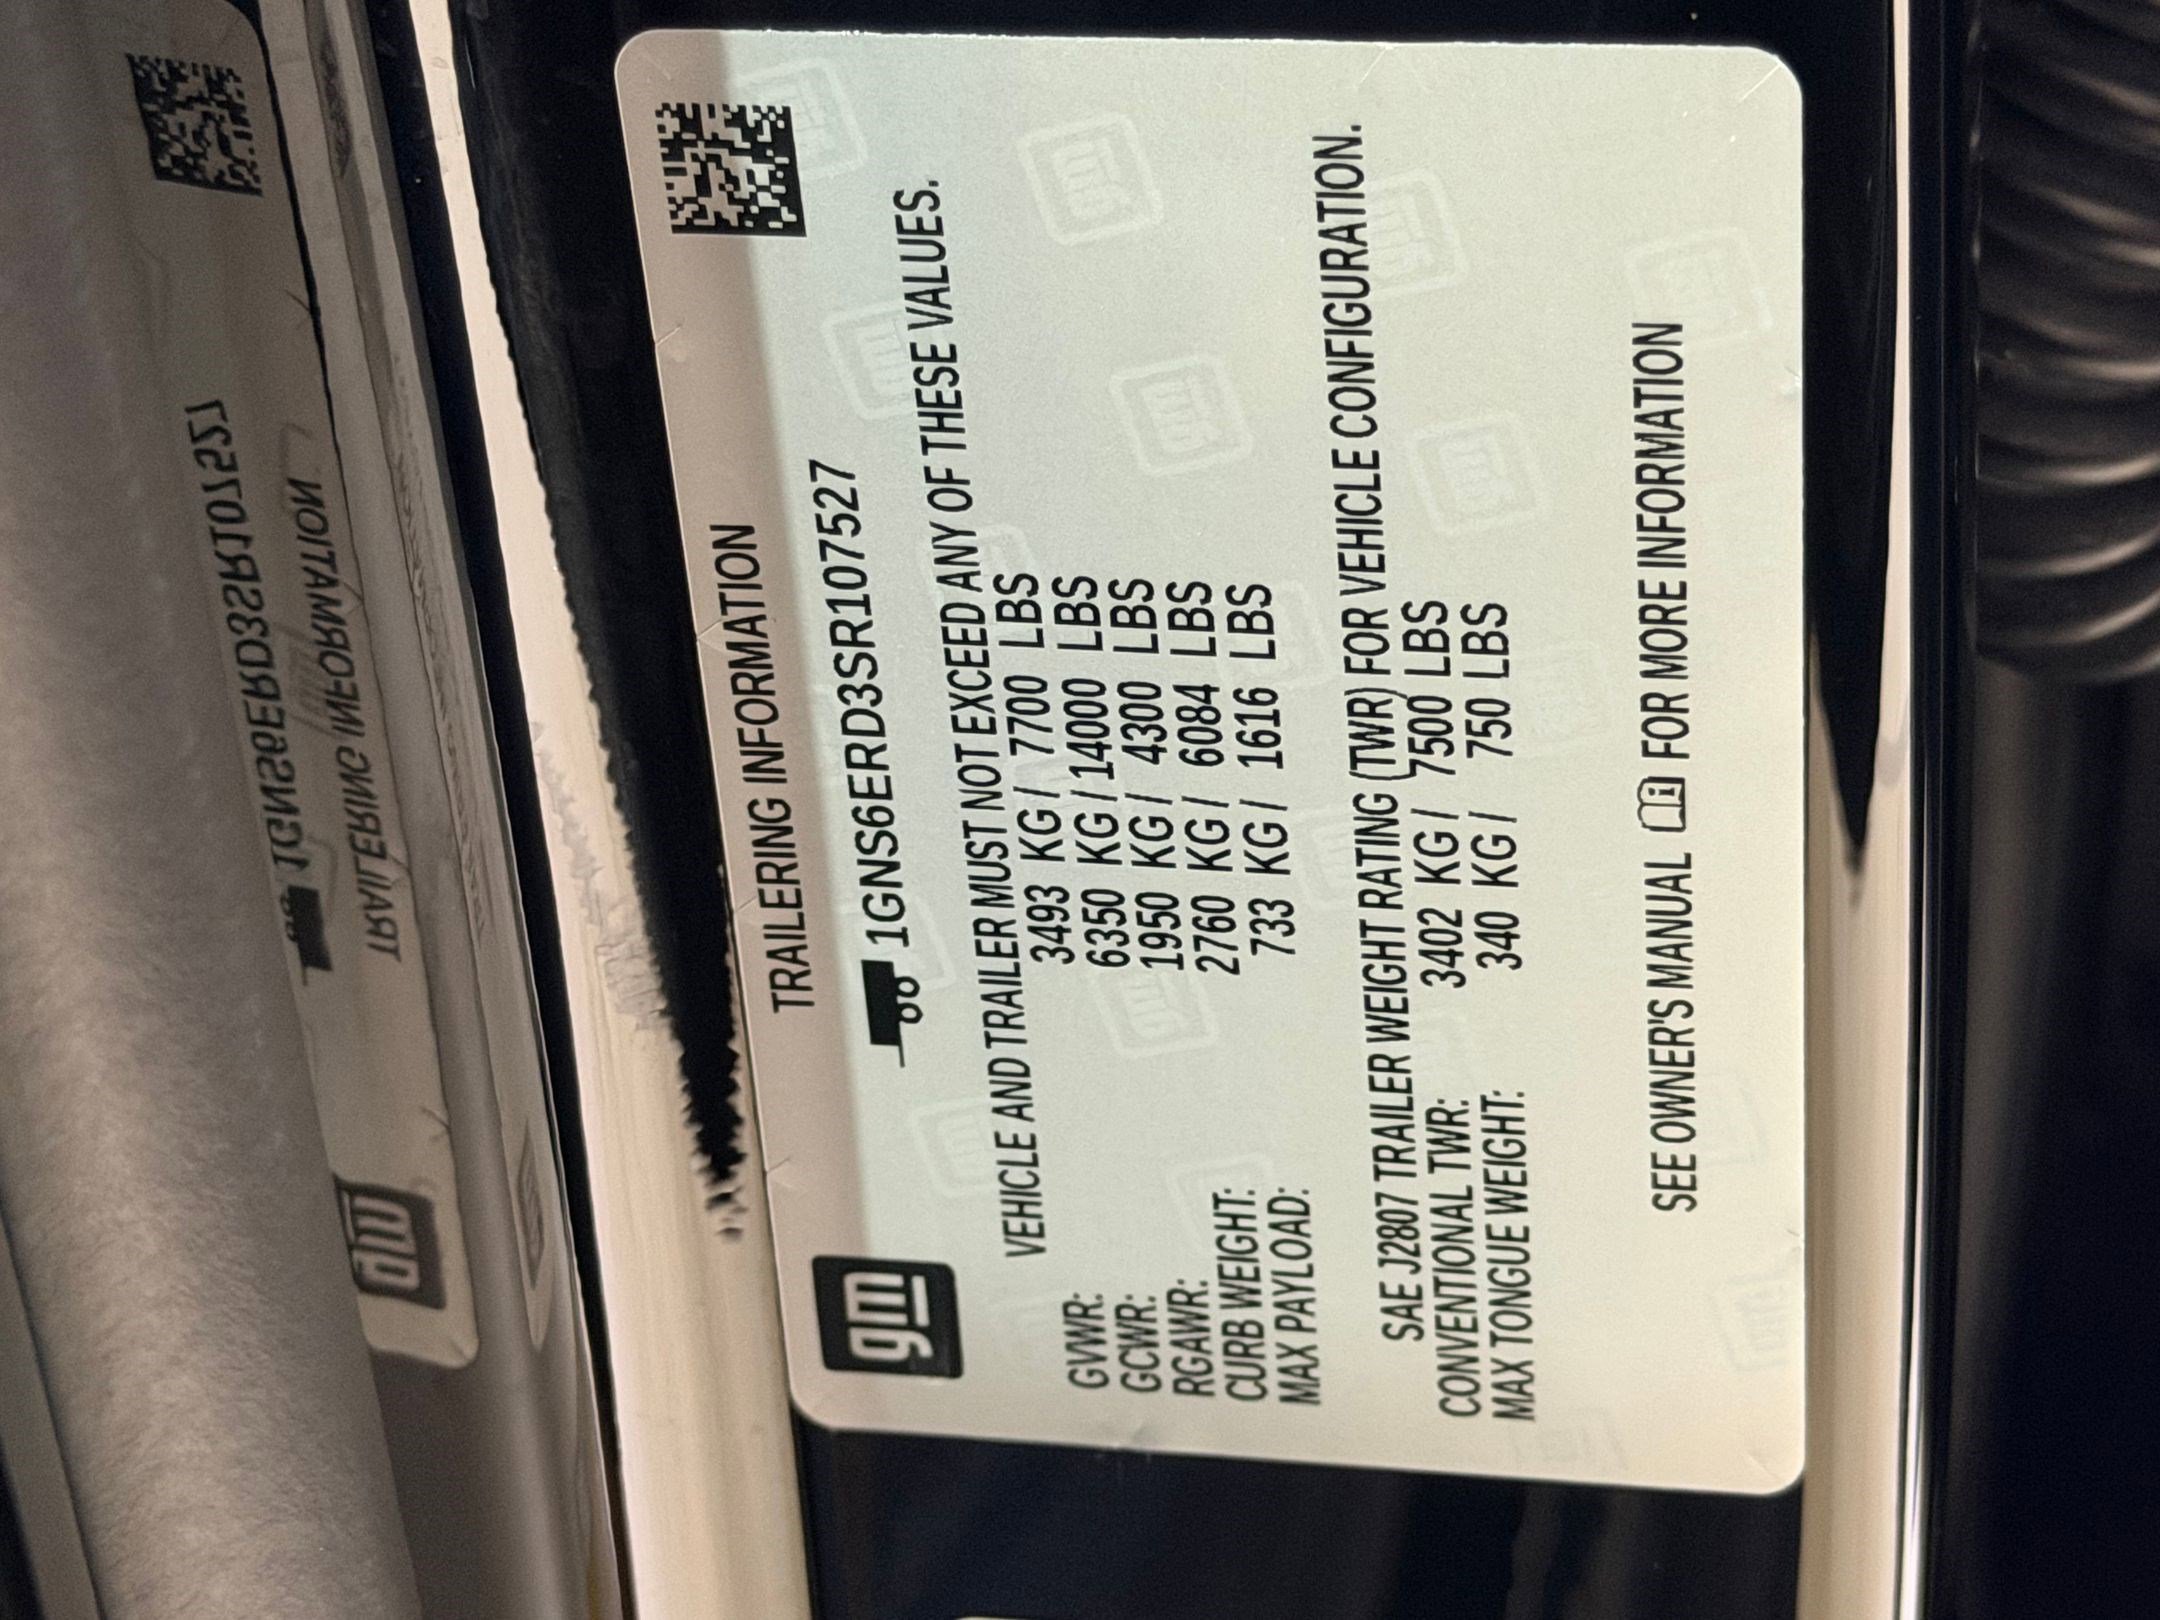 gm
TRAILERING INFORMATION
1GNS6ERD3SR107527
VEHICLE AND TRAILER MUST NOT EXCEED ANY OF THESE VALUES.
GVWR: 3493 KG / 7700 LBS
GCWR: 6350 KG / 14000 LBS
RGAWR: 1950 KG / 4300 LBS
CURB WEIGHT: 2760 KG / 6084 LBS
MAX PAYLOAD: 733 KG / 1616 LBS
SAE J2807 TRAILER WEIGHT RATING (TWR) FOR VEHICLE CONFIGURATION.
CONVENTIONAL TWR: 3402 KG / 7500 LBS
MAX TONGUE WEIGHT: 340 KG / 750 LBS
SEE OWNER'S MANUAL FOR MORE INFORMATION